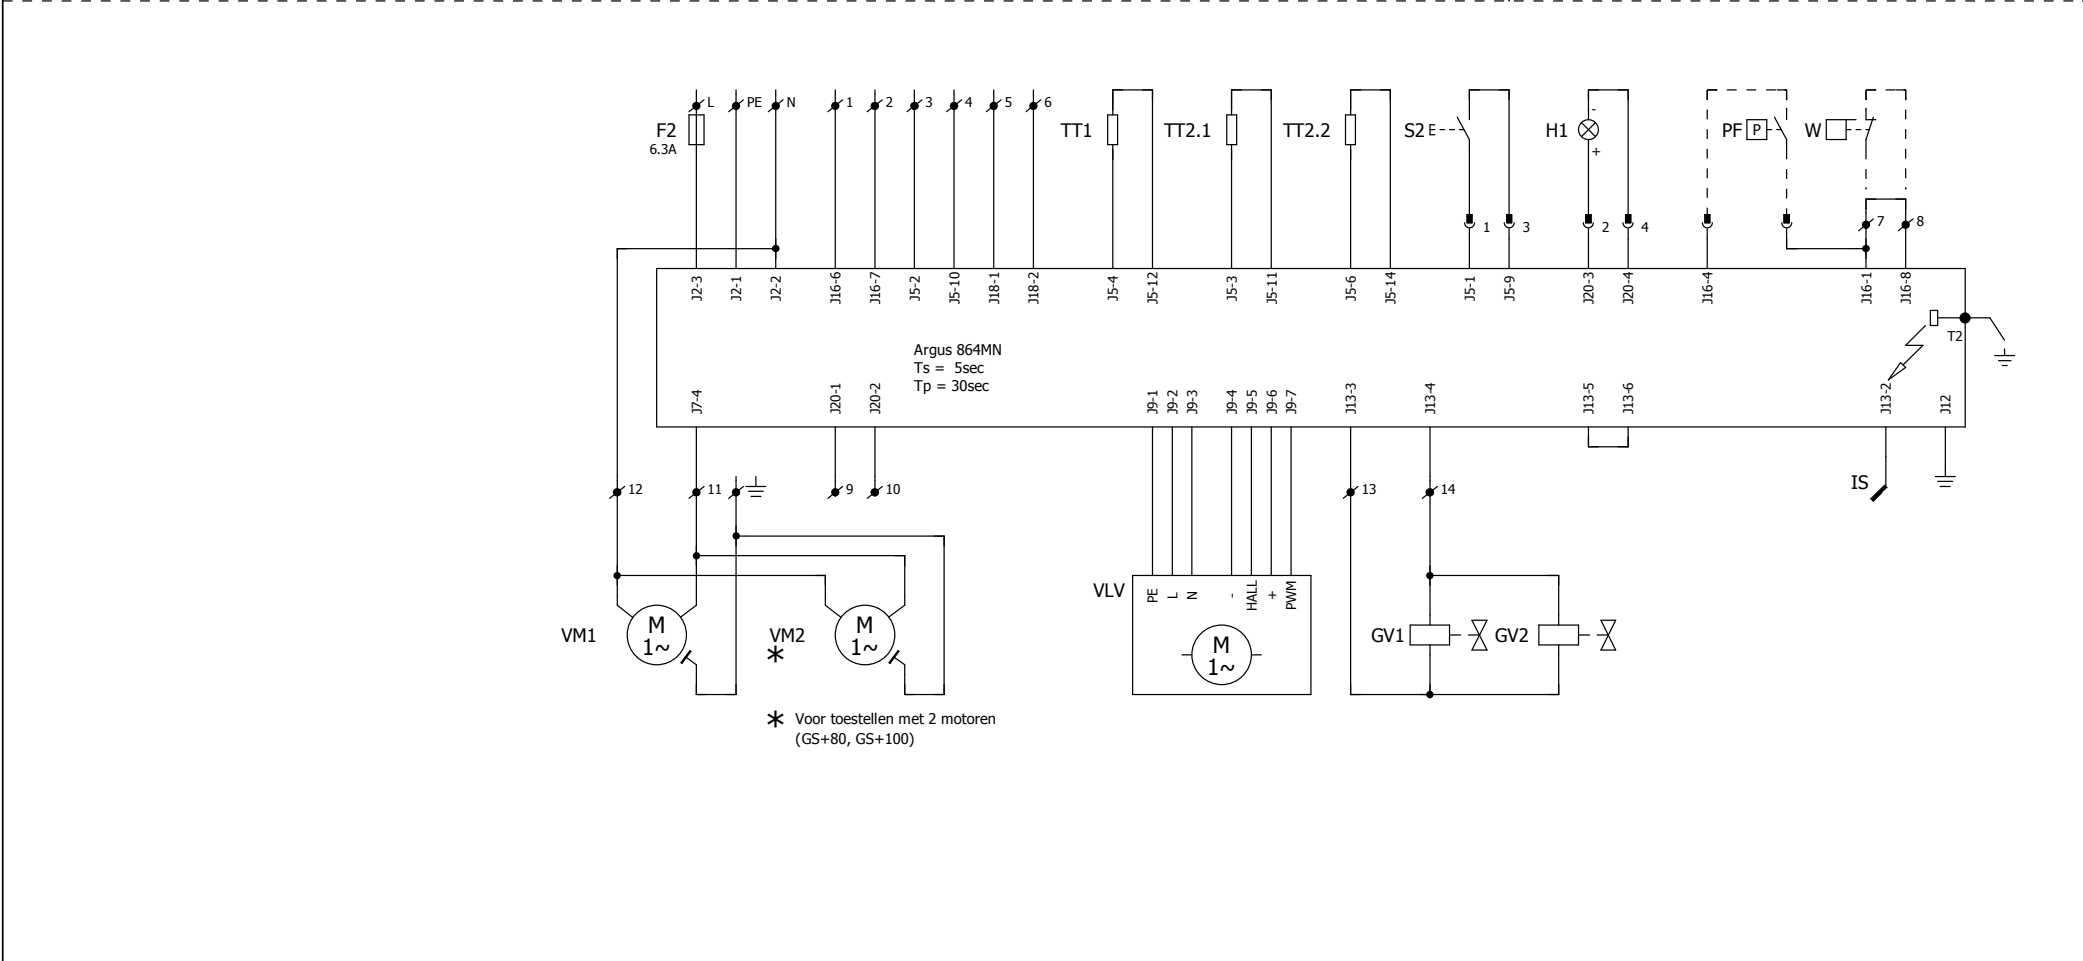 L PE N 1 2 3 4 5 6
F2 TT1 TT2.1 TT2.2 S2 E H1 - PF P W
6.3A +
1 3 2 4 7 8
J2-3 J2-1 J2-2 J16-6 J16-7 J5-2 J5-10 J18-1 J18-2 J5-4 J5-12 J5-3 J5-11 J5-6 J5-14 J5-1 J5-9 J20-3 J20-4 J16-4 J16-1 J16-8
T2
Argus 864MN
Ts = 5sec
Tp = 30sec
J7-4 J20-1 J20-2 J9-1 J9-2 J9-3 J9-4 J9-5 J9-6 J9-7 J13-3 J13-4 J13-5 J13-6 J13-2 J12
12 11 9 10 13 14 IS
VLV PE L N - HALL + PWM
VM1 M 1~ VM2 M 1~ M 1~ GV1 GV2
*
* Voor toestellen met 2 motoren
(GS+80, GS+100)